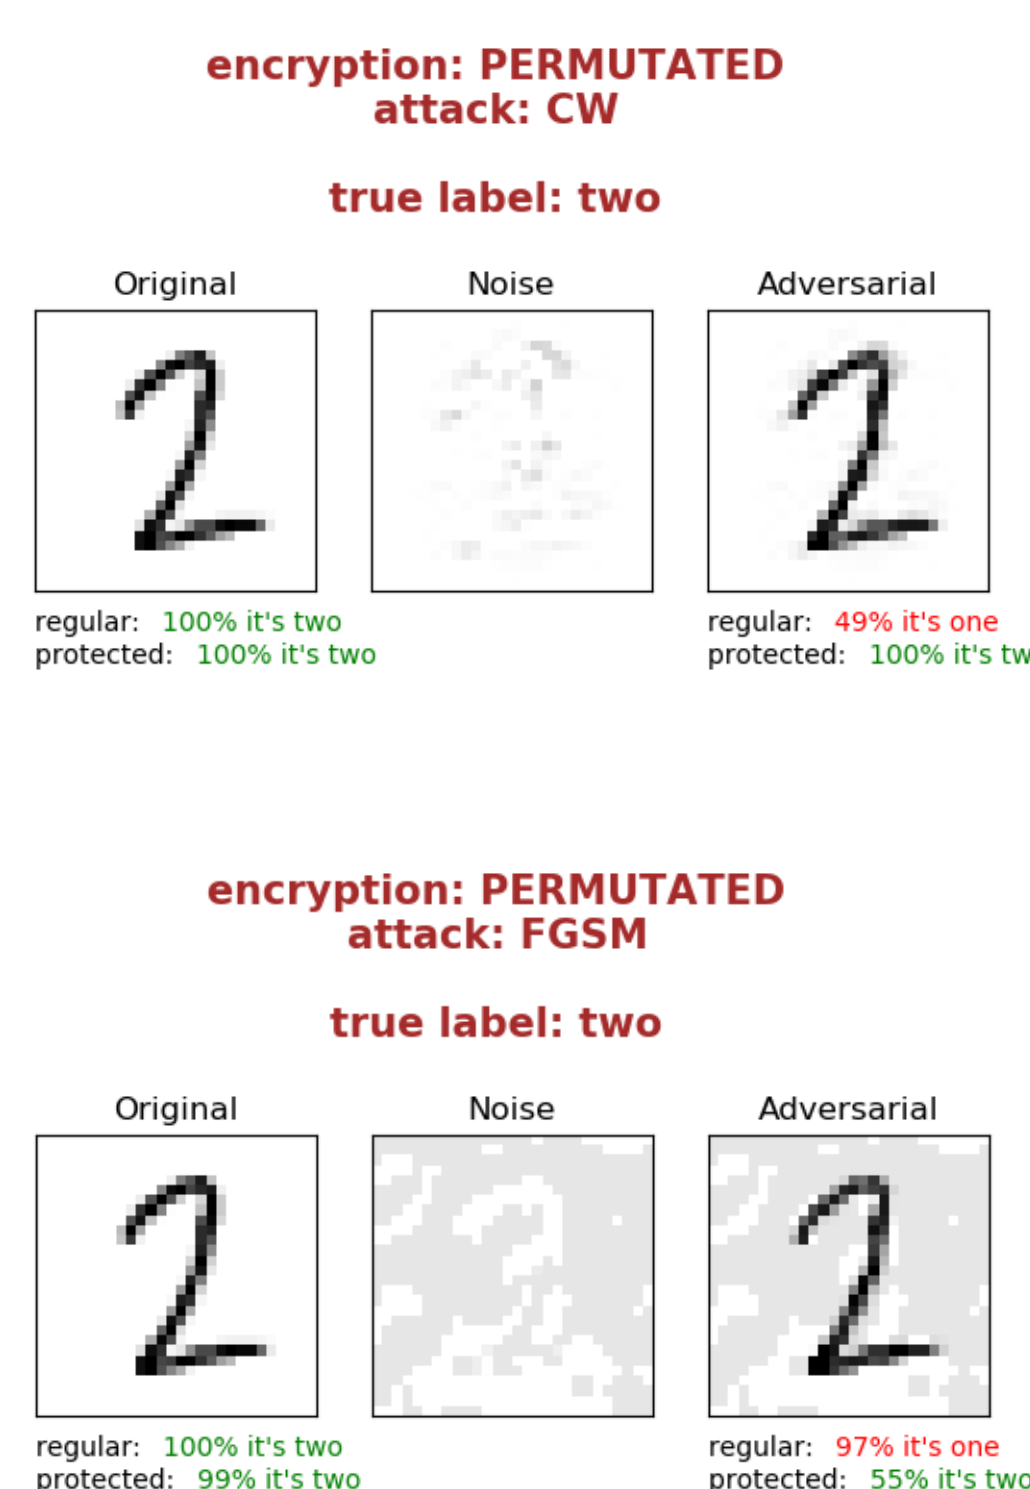 encryption: PERMUTATED
attack: CW
true label: two
Original Noise Adversarial
regular: 100% it's two regular: 49% it's one
protected: 100% it's two protected: 100% it's tw
encryption: PERMUTATED
attack: FGSM
true label: two
Original Noise Adversarial
regular: 100% it's two regular: 97% it's one
protected: 99% it's two protected: 55% it's two